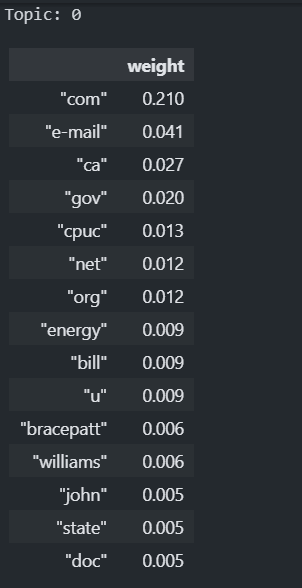 Topic: 0
weight
"com" 0.210
"e-mail" 0.041
"ca" 0.027
"gov" 0.020
"cpuc" 0.013
"net" 0.012
"org" 0.012
"energy" 0.009
"bill" 0.009
"u" 0.009
"bracepatt" 0.006
"williams" 0.006
"john" 0.005
"state" 0.005
"doc" 0.005